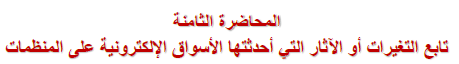 المحاضرة الثامنة
تابع التغيرات أو الآثار التي أحدثتها الأسواق الإلكترونية على المنظمات